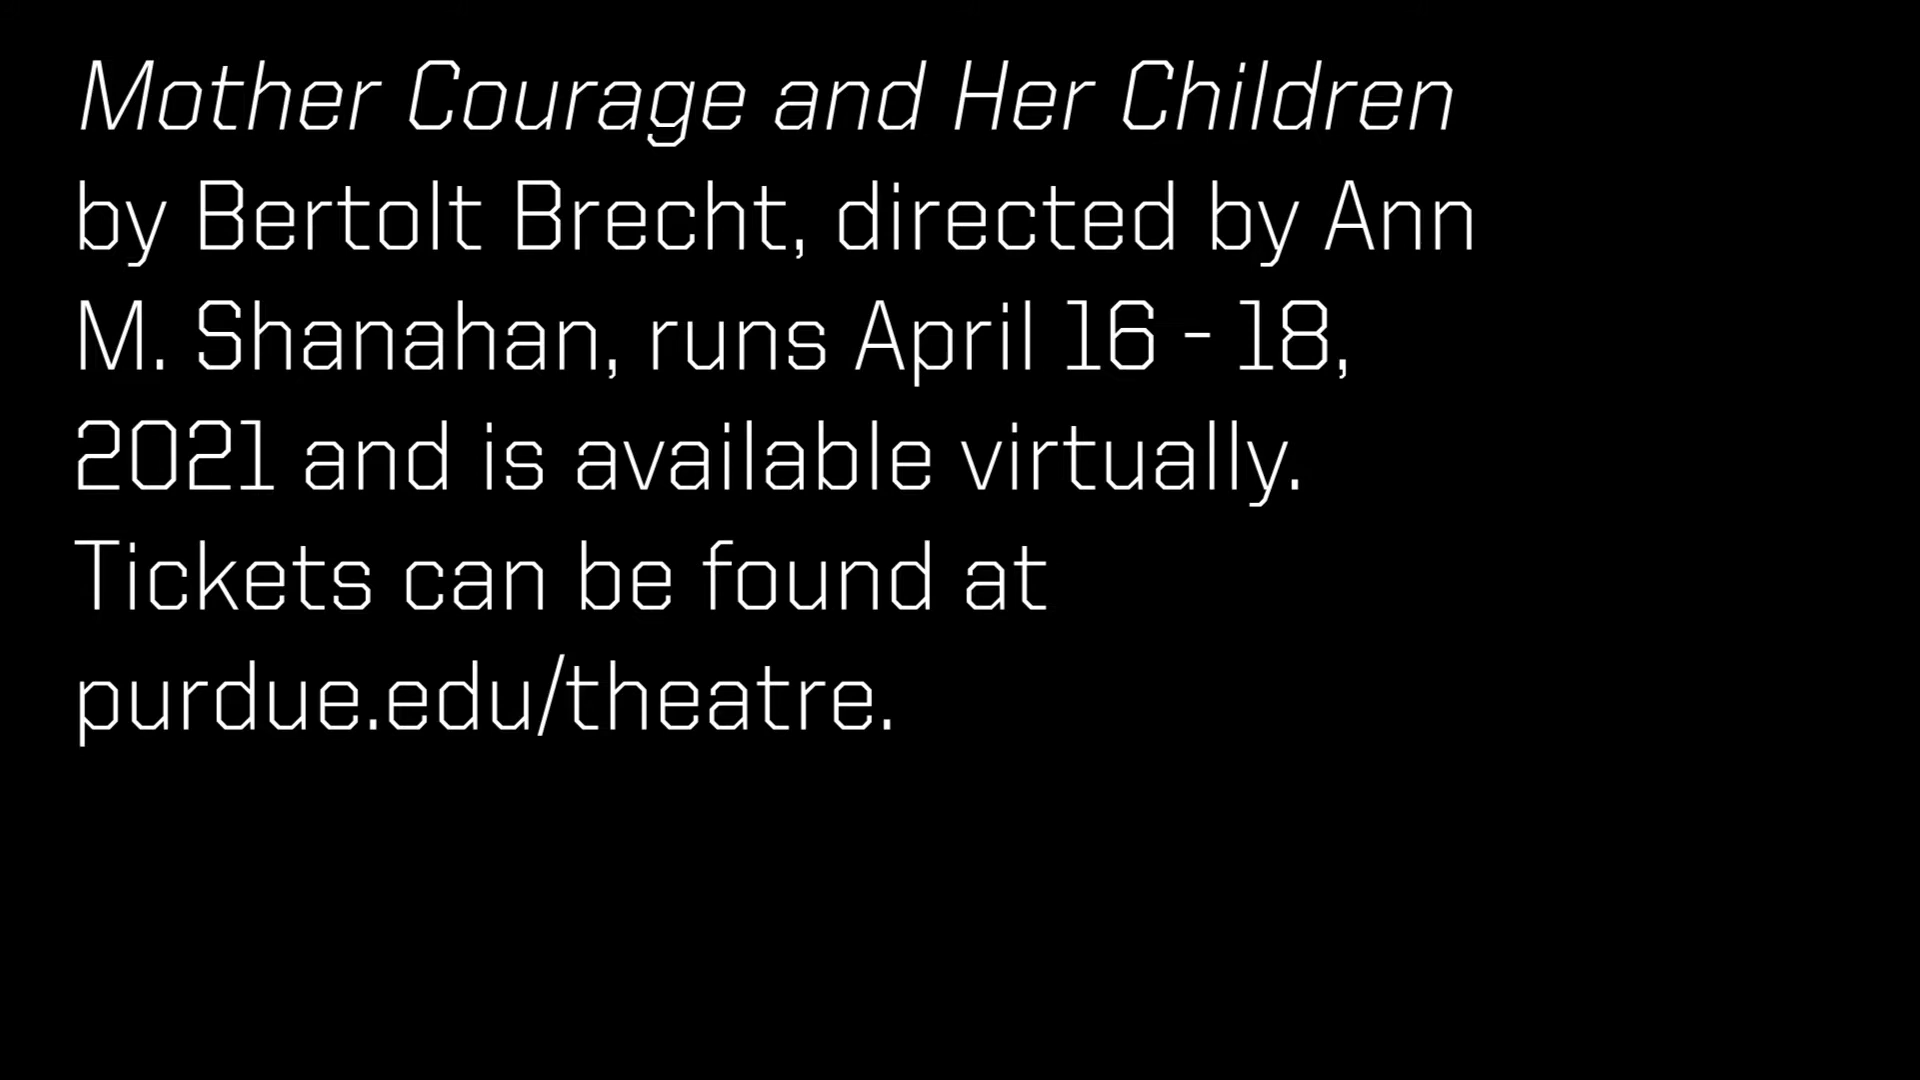 Mother Courage and Her Children
by Bertolt Brecht, directed by Ann
M. Shanahan, runs April 16 - 18,
2021 and is available virtually.
Tickets can be found at
purdue.edu/theatre.